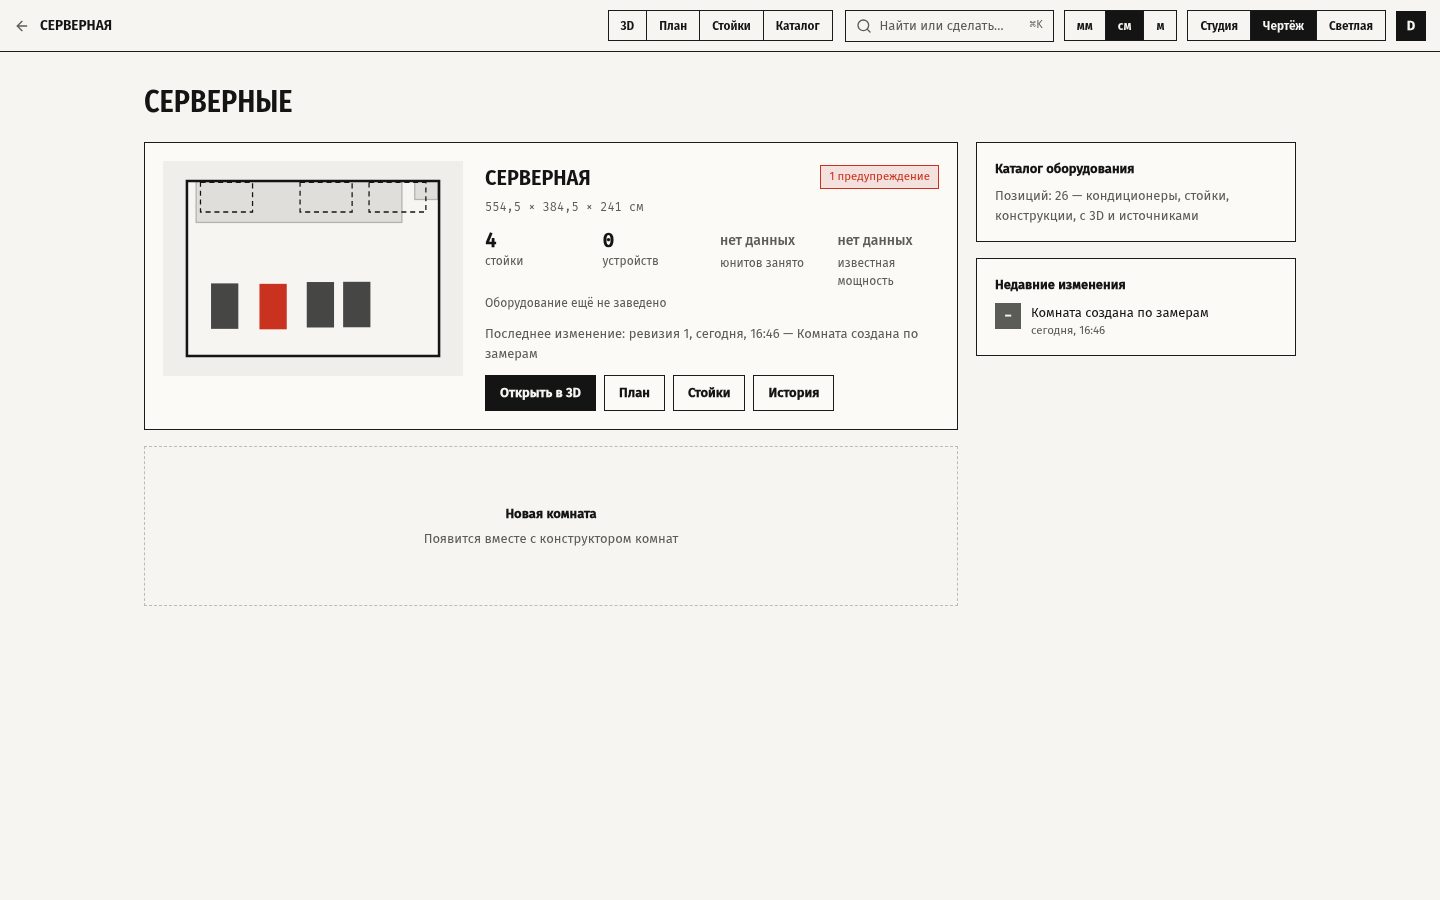 СЕРВЕРНАЯ
3D План Стойки Каталог
Найти или сделать... ⌘K
мм см м
Студия Чертёж Светлая
D
СЕРВЕРНЫЕ
СЕРВЕРНАЯ
1 предупреждение
554,5 × 384,5 × 241 см
4 0 нет данных нет данных
стойки устройств юнитов занято известная
мощность
Оборудование ещё не заведено
Последнее изменение: ревизия 1, сегодня, 16:46 — Комната создана по
замерам
Открыть в 3D План Стойки История
Каталог оборудования
Позиций: 26 — кондиционеры, стойки,
конструкции, с 3D и источниками
Недавние изменения
–
Комната создана по замерам
сегодня, 16:46
Новая комната
Появится вместе с конструктором комнат